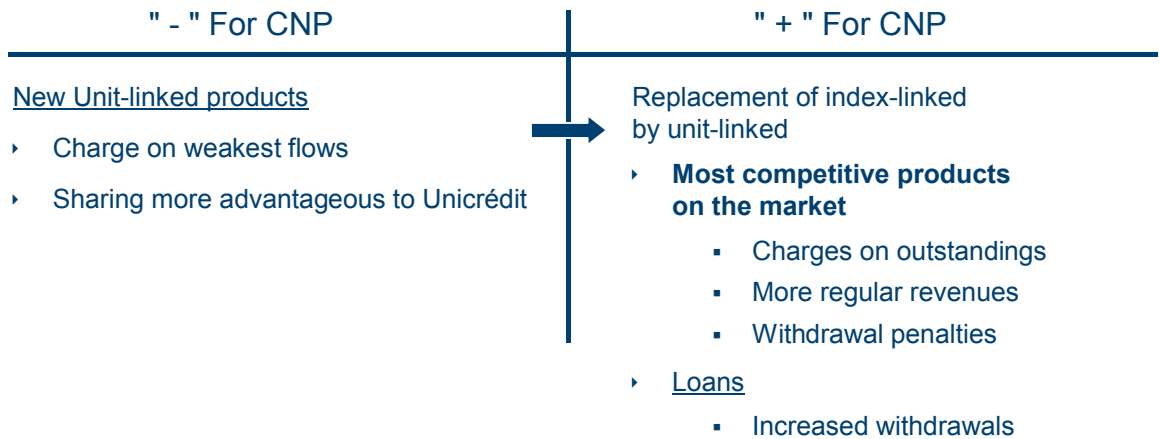 " - " For CNP
" + " For CNP
New Unit-linked products
‣ Charge on weakest flows
‣ Sharing more advantageous to Unicrédit
Replacement of index-linked
by unit-linked
‣ Most competitive products
on the market
▪ Charges on outstandings
▪ More regular revenues
▪ Withdrawal penalties
‣ Loans
▪ Increased withdrawals